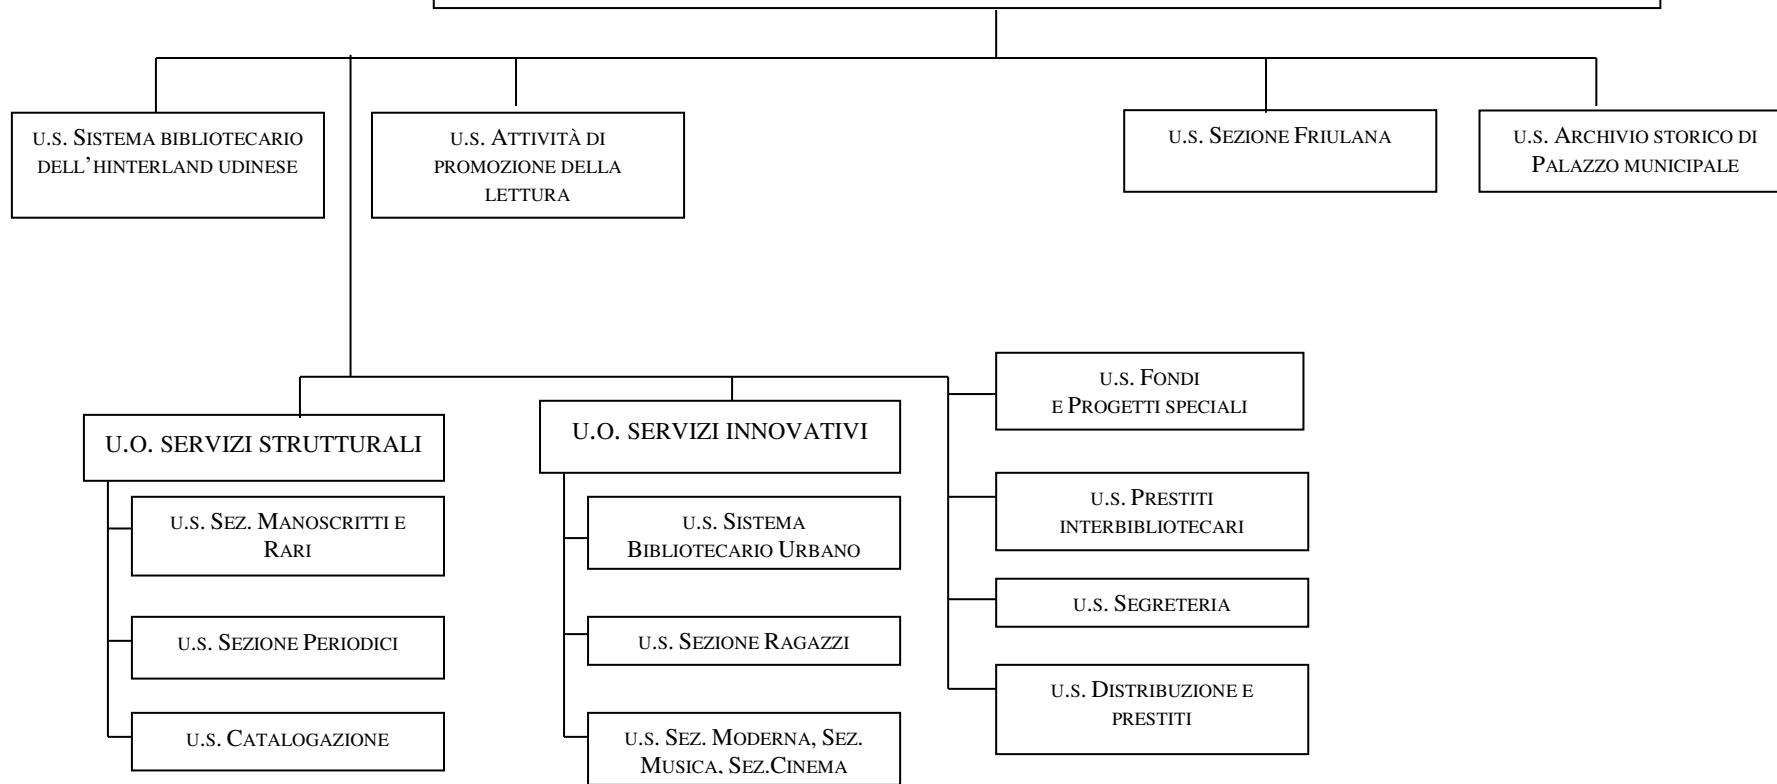 U.S. SISTEMA BIBLIOTECARIO
DELL'HINTERLAND UDINESE
U.S. ATTIVITÀ DI
PROMOZIONE DELLA
LETTURA
U.S. SEZIONE FRIULANA
U.S. ARCHIVIO STORICO DI
PALAZZO MUNICIPALE
U.O. SERVIZI STRUTTURALI
U.S. SEZ. MANOSCRITTI E
RARI
U.S. SEZIONE PERIODICI
U.S. CATALOGAZIONE
U.O. SERVIZI INNOVATIVI
U.S. SISTEMA
BIBLIOTECARIO URBANO
U.S. SEZIONE RAGAZZI
U.S. SEZ. MODERNA, SEZ.
MUSICA, SEZ.CINEMA
U.S. FONDI
E PROGETTI SPECIALI
U.S. PRESTITI
INTERBIBLIOTECARI
U.S. SEGRETERIA
U.S. DISTRIBUZIONE E
PRESTITI